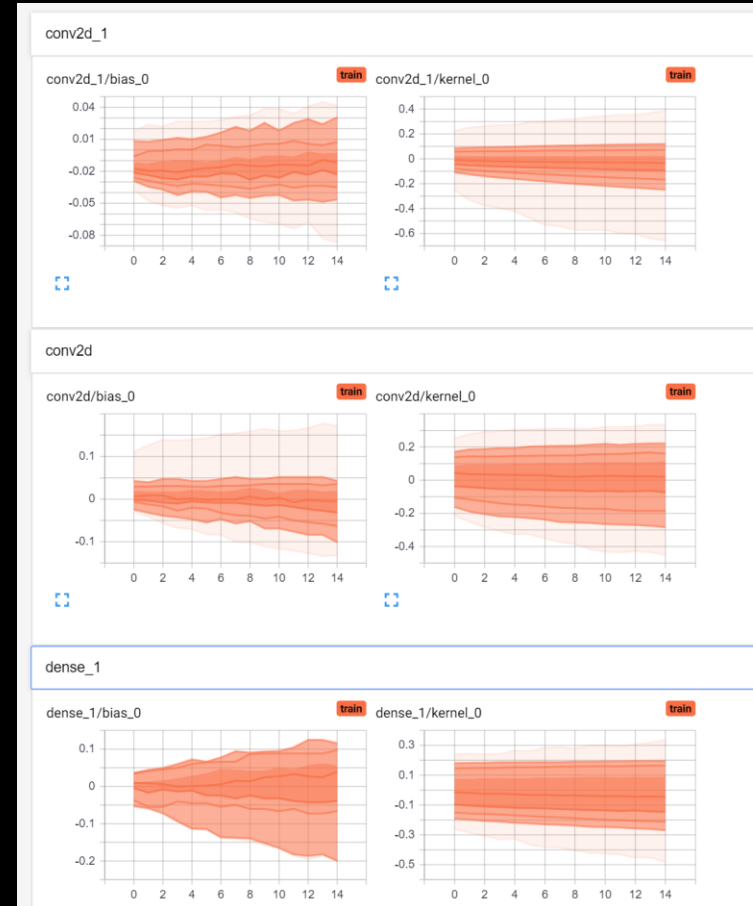 conv2d_1
conv2d_1/bias_0 train conv2d_1/kernel_0 train
0.04
0.01
-0.02
-0.05
-0.08
0 2 4 6 8 10 12 14
0.4
0.2
0
-0.2
-0.4
-0.6
0 2 4 6 8 10 12 14
conv2d
conv2d/bias_0 train conv2d/kernel_0 train
0.1
0
-0.1
0 2 4 6 8 10 12 14
0.2
0
-0.2
-0.4
0 2 4 6 8 10 12 14
dense_1
dense_1/bias_0 train dense_1/kernel_0 train
0.1
0
-0.1
-0.2
0 2 4 6 8 10 12 14
0.3
0.1
-0.1
-0.3
-0.5
0 2 4 6 8 10 12 14